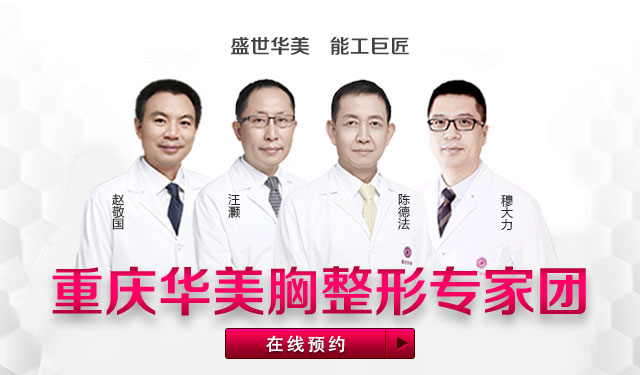 盛世华美 能工巨匠
赵敬国
汪灏
陈德法
穆大力
重庆华美胸整形专家团
在线预约